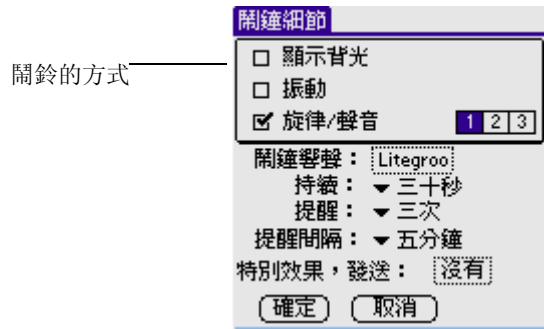 鬧鐘細節
鬧鈴的方式
顯示背光
振動
旋律/聲音 1 2 3
鬧鐘響聲： Litegroo
持續： 三十秒
提醒： 三次
提醒間隔： 五分鐘
特別效果，發送： 沒有
確定 取消